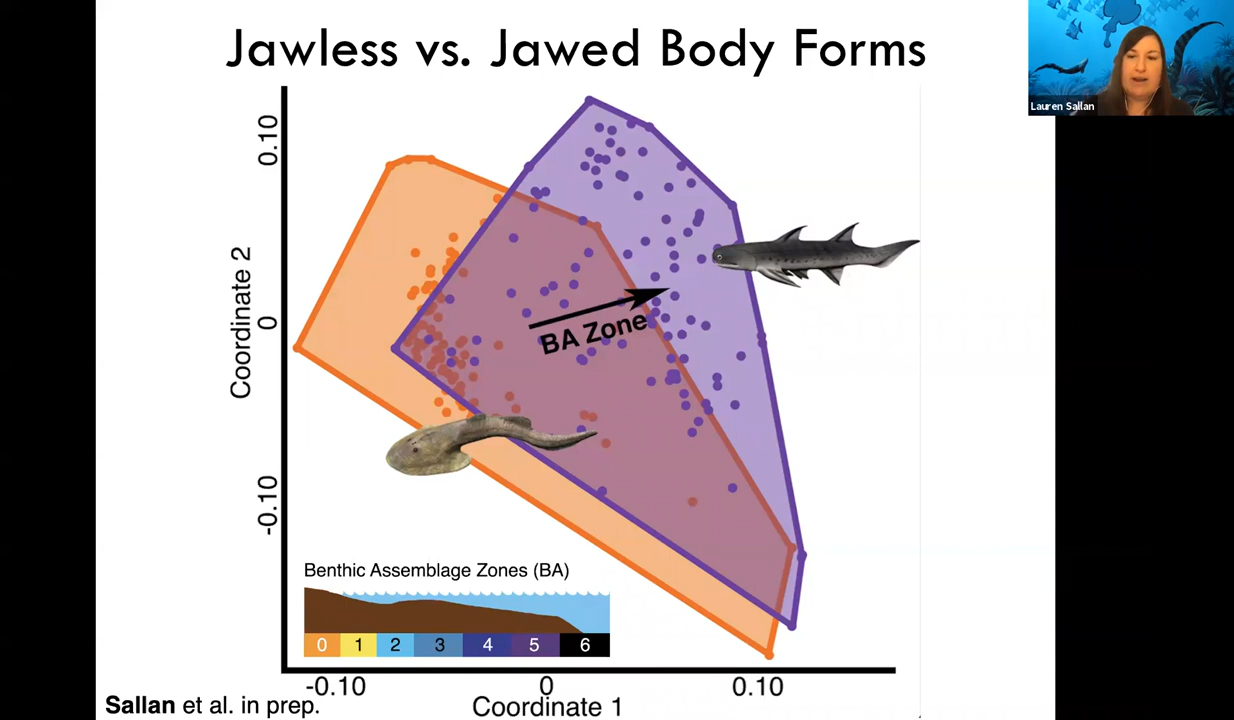 Jawless vs. Jawed Body Forms
Lauren Sallan
0.10
0
-0.10
Coordinate 2
BA Zone
Benthic Assemblage Zones (BA)
0 1 2 3 4 5 6
-0.10 0 0.10
Coordinate 1
Sallan et al. in prep.